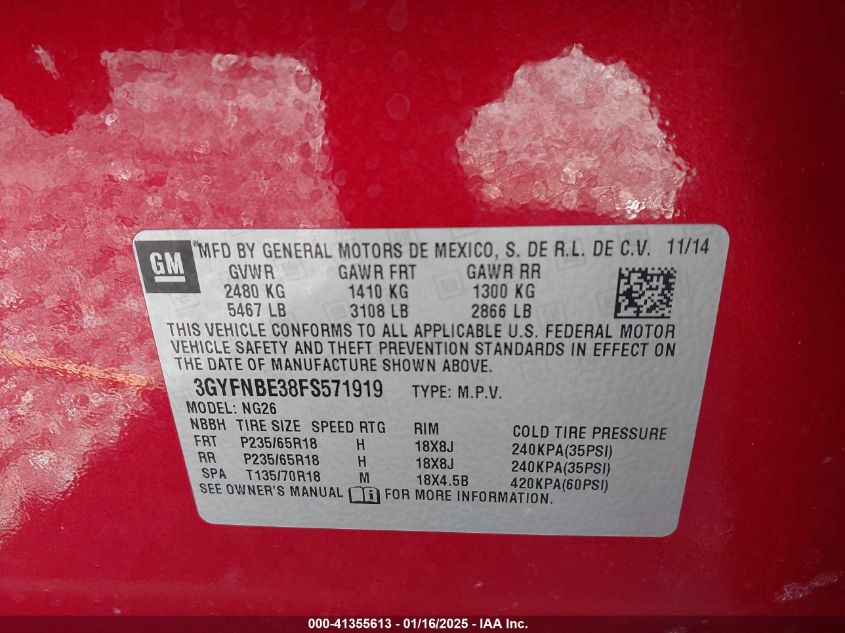 GM
*MFD BY GENERAL MOTORS DE MEXICO, S. DE R.L. DE C.V. 11/14
GVWR GAWR FRT GAWR RR
2480 KG 1410 KG 1300 KG
5467 LB 3108 LB 2866 LB
THIS VEHICLE CONFORMS TO ALL APPLICABLE U.S. FEDERAL MOTOR
VEHICLE SAFETY AND THEFT PREVENTION STANDARDS IN EFFECT ON
THE DATE OF MANUFACTURE SHOWN ABOVE.
3GYFNBE38FS571919 TYPE: M.P.V.
MODEL: NG26
NBBH TIRE SIZE SPEED RTG RIM COLD TIRE PRESSURE
FRT P235/65R18 H 18X8J 240KPA(35PSI)
RR P235/65R18 H 18X8J 240KPA(35PSI)
SPA T135/70R18 M 18X4.5B 420KPA(60PSI)
SEE OWNER'S MANUAL FOR MORE INFORMATION.
000-41355613 - 01/16/2025 - IAA Inc.